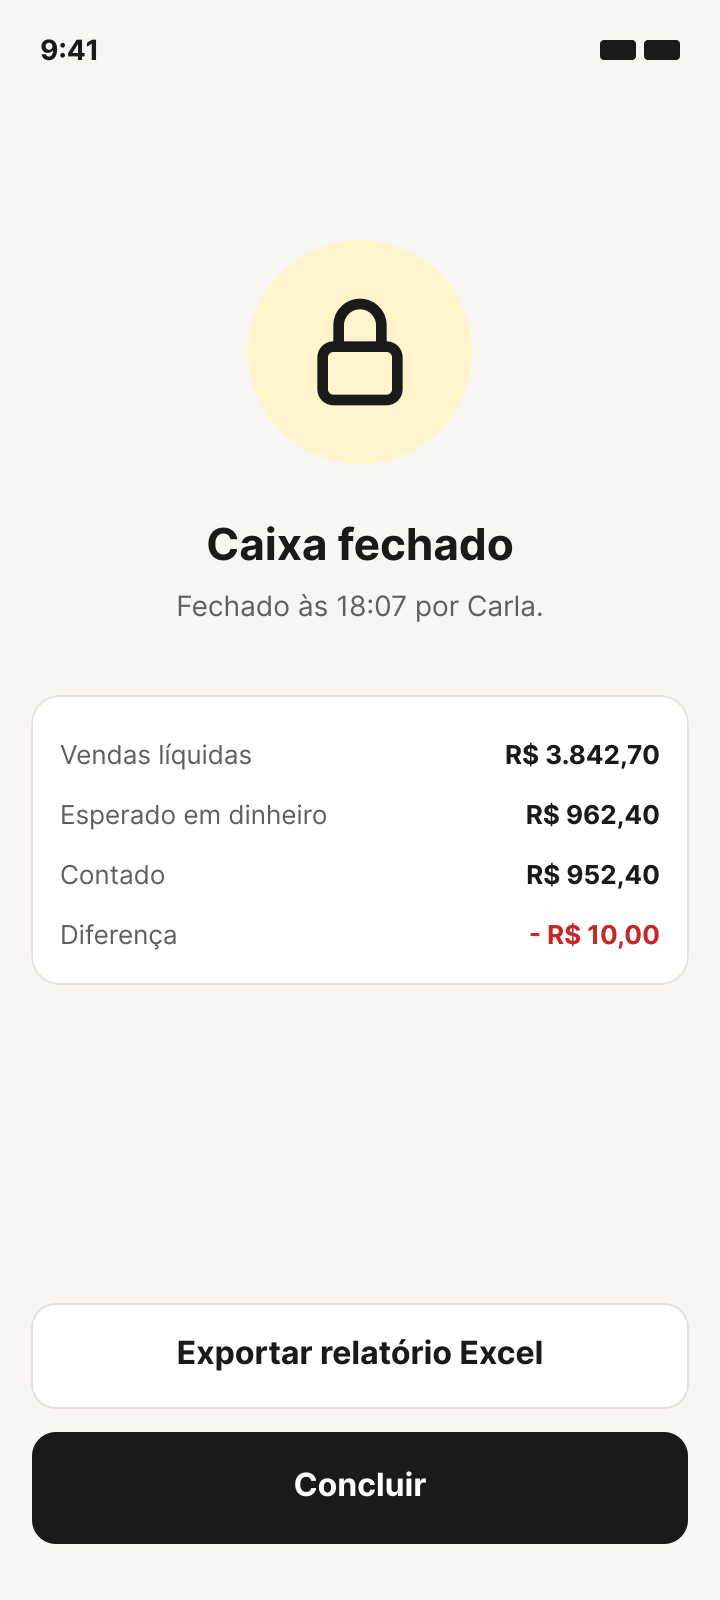 9:41
Caixa fechado
Fechado às 18:07 por Carla.
Vendas líquidas R$ 3.842,70
Esperado em dinheiro R$ 962,40
Contado R$ 952,40
Diferença - R$ 10,00
Exportar relatório Excel
Concluir